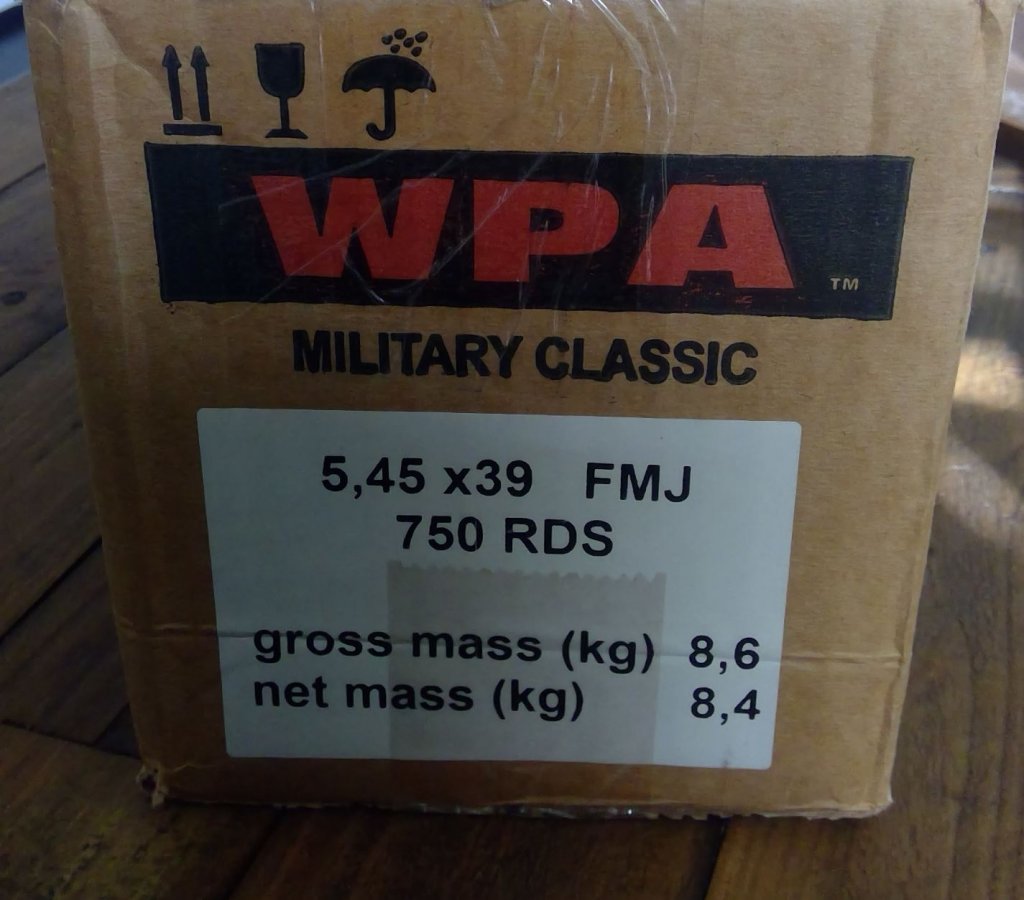 WPA
TM
MILITARY CLASSIC
5,45 x39 FMJ
750 RDS
gross mass (kg) 8,6
net mass (kg) 8,4